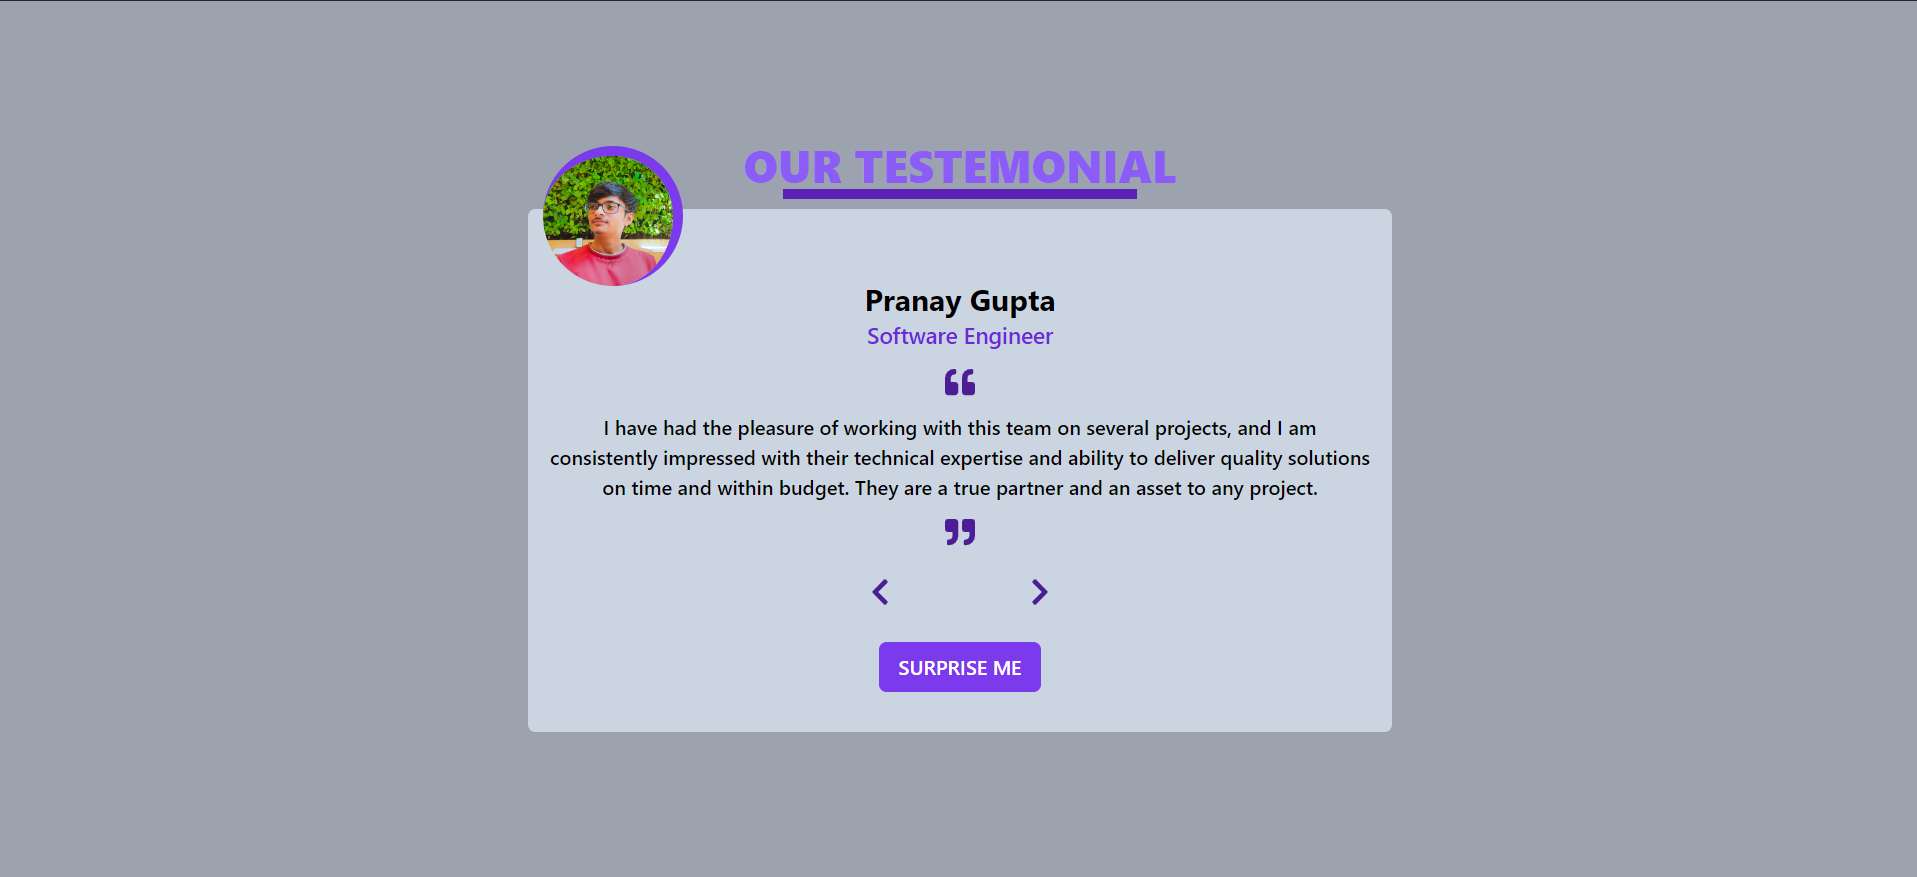 OUR TESTEMONIAL
Pranay Gupta
Software Engineer
“
I have had the pleasure of working with this team on several projects, and I am
consistently impressed with their technical expertise and ability to deliver quality solutions
on time and within budget. They are a true partner and an asset to any project.
”
SURPRISE ME